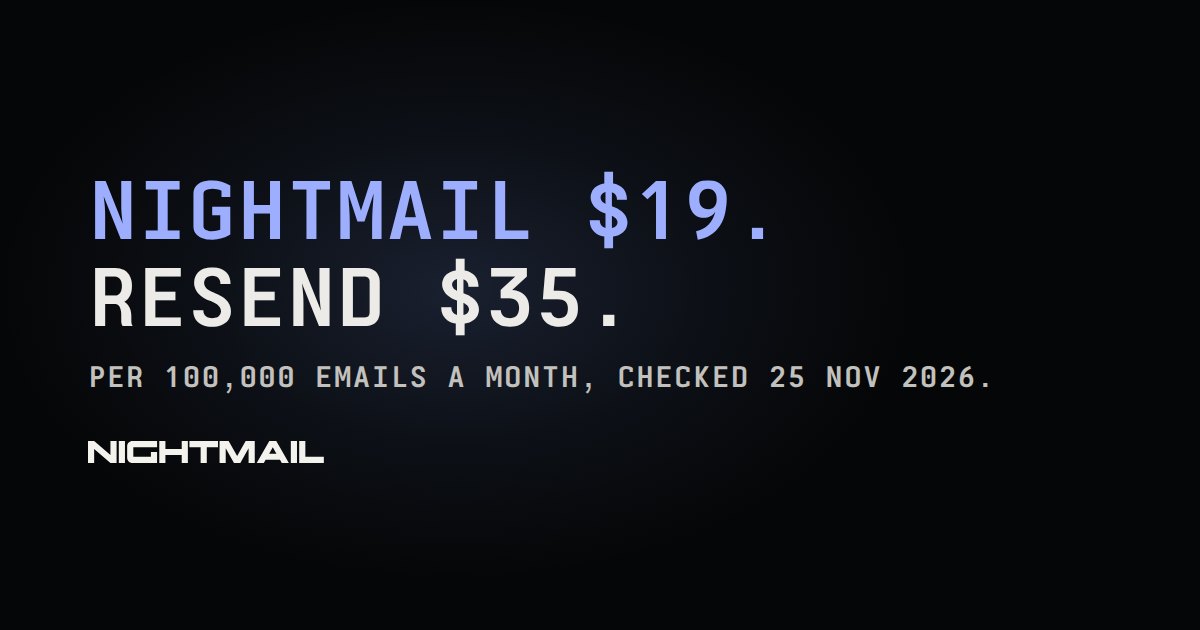 NIGHTMAIL $19.
RESEND $35.
PER 100,000 EMAILS A MONTH, CHECKED 25 NOV 2026.
NIGHTMAIL